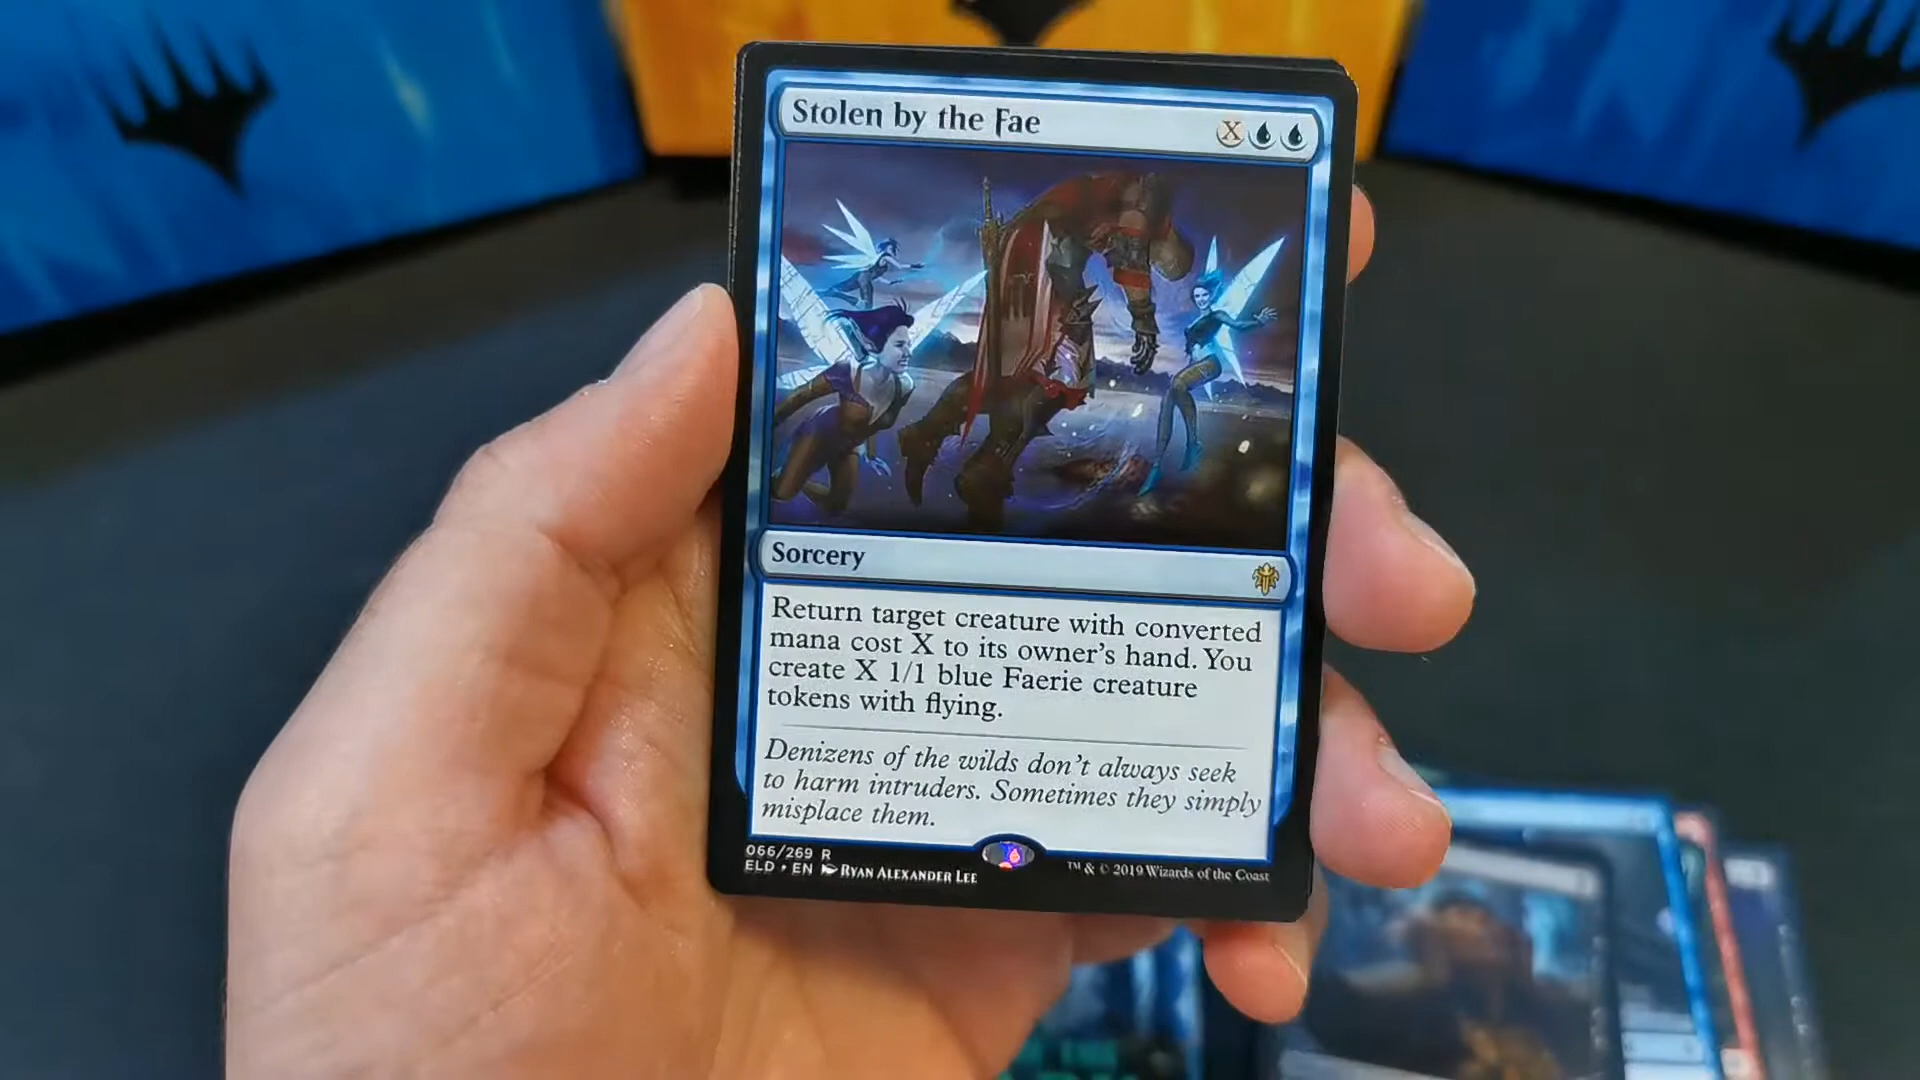 Stolen by the Fae X
Sorcery
Return target creature with converted
mana cost X to its owner's hand. You
create X 1/1 blue Faerie creature
tokens with flying.
Denizens of the wilds don't always seek
to harm intruders. Sometimes they simply
misplace them.
066/269 R
ELD • EN Ryan Alexander Lee
™ & © 2019 Wizards of the Coast